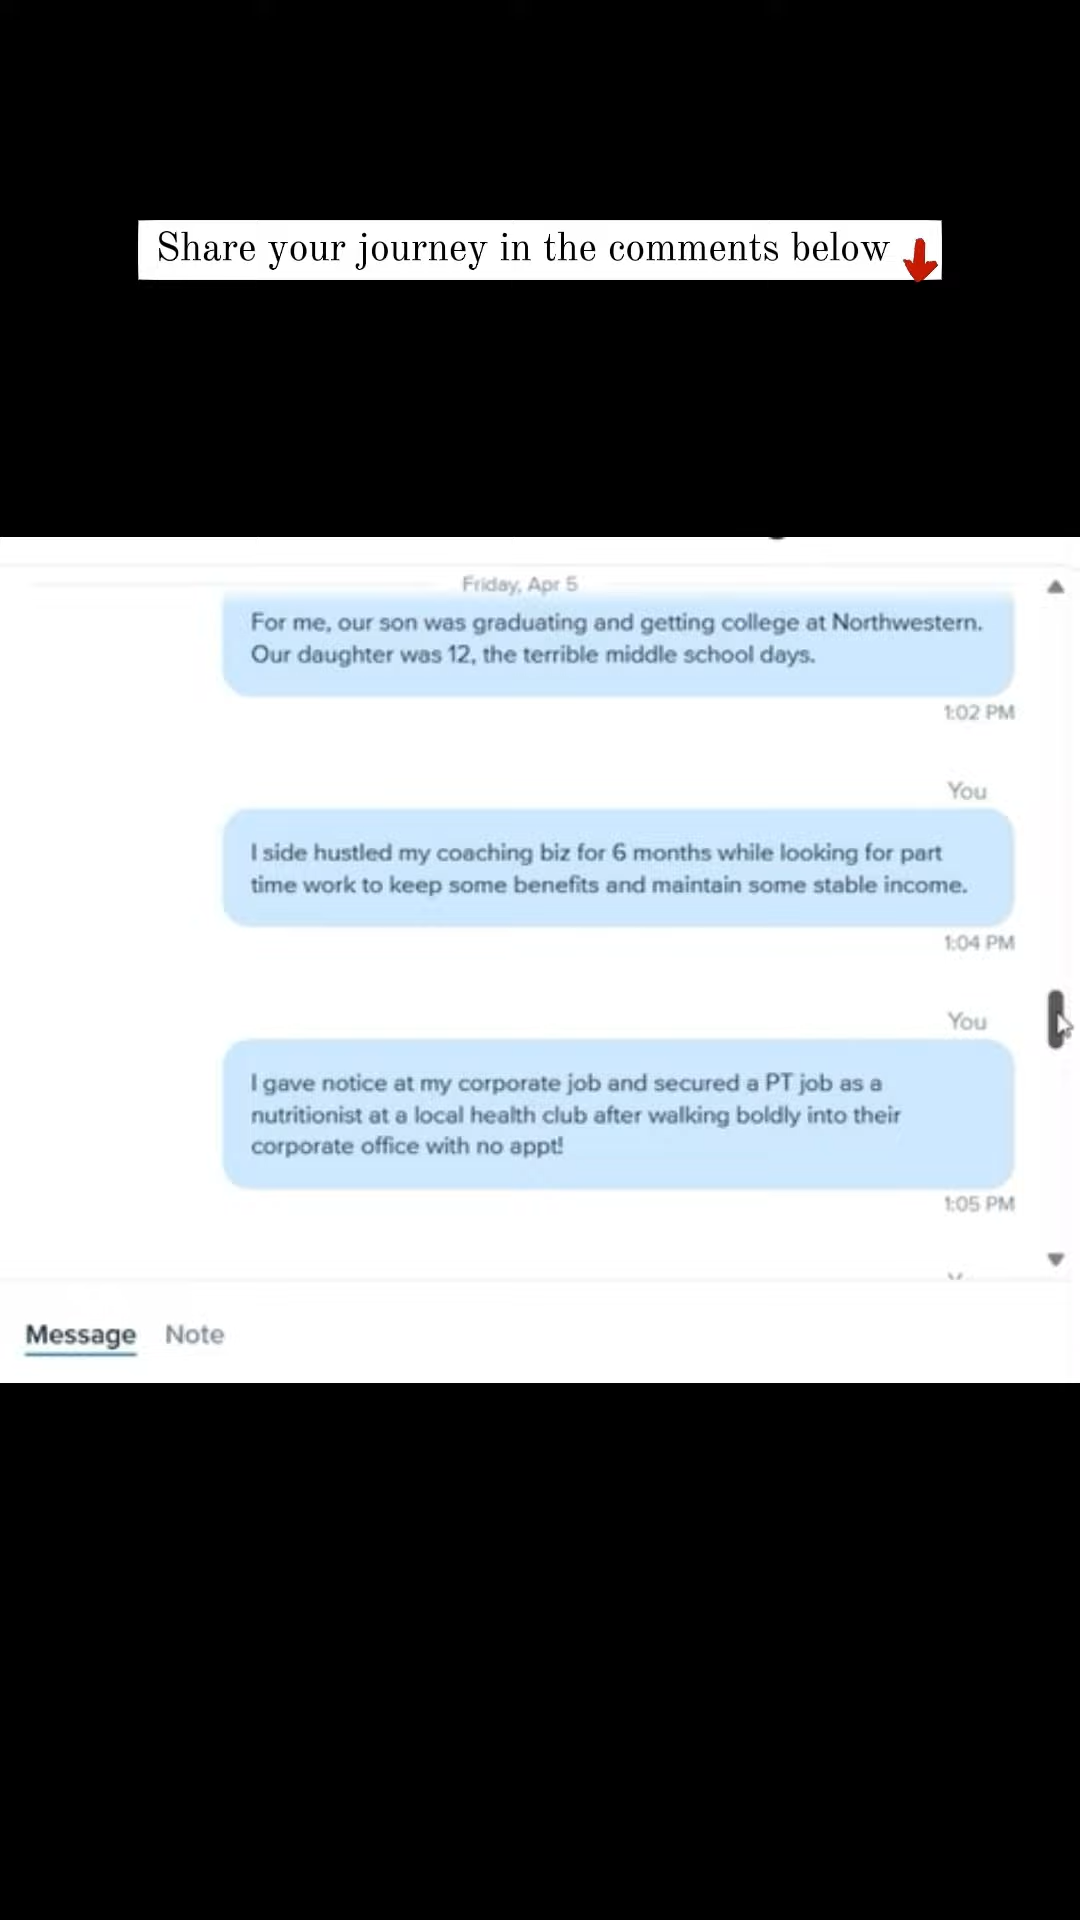 Share your journey in the comments below
Friday, Apr 5
For me, our son was graduating and getting college at Northwestern.
Our daughter was 12, the terrible middle school days.
1:02 PM
You
I side hustled my coaching biz for 6 months while looking for part
time work to keep some benefits and maintain some stable income.
1:04 PM
You
I gave notice at my corporate job and secured a PT job as a
nutritionist at a local health club after walking boldly into their
corporate office with no appt!
1:05 PM
Message Note